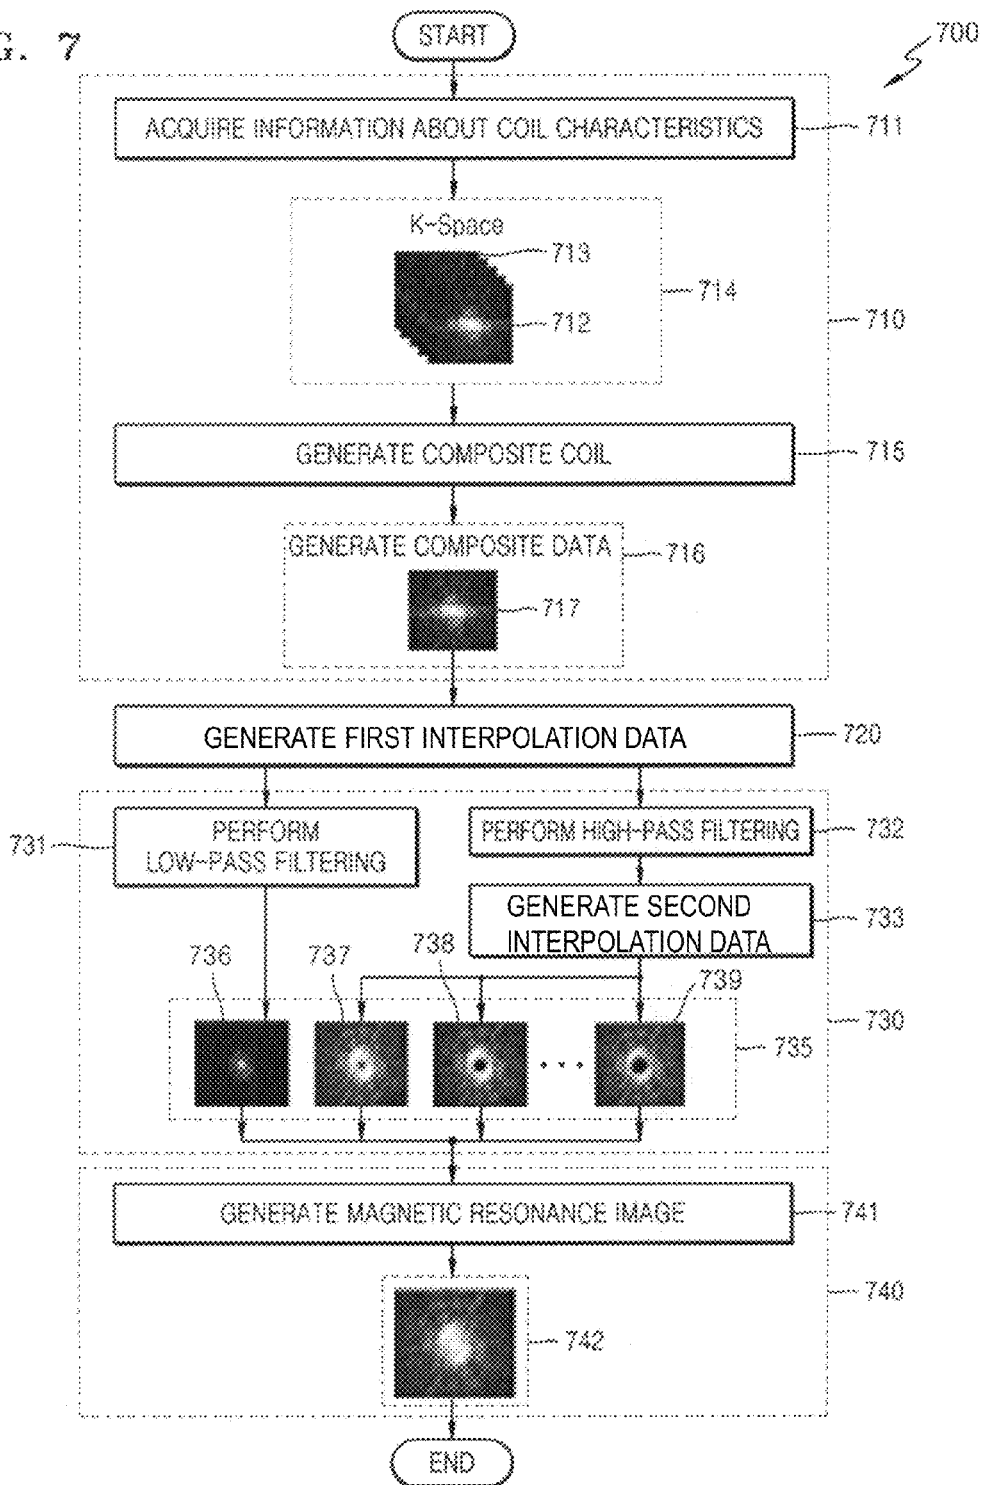 G. 7
START
700
ACQUIRE INFORMATION ABOUT COIL CHARACTERISTICS
711
K-Space
713
712
714
710
GENERATE COMPOSITE COIL
715
GENERATE COMPOSITE DATA
716
717
GENERATE FIRST INTERPOLATION DATA
720
731
PERFORM
LOW-PASS FILTERING
PERFORM HIGH-PASS FILTERING
732
GENERATE SECOND
INTERPOLATION DATA
733
736
737
738
739
730
735
GENERATE MAGNETIC RESONANCE IMAGE
741
740
742
END